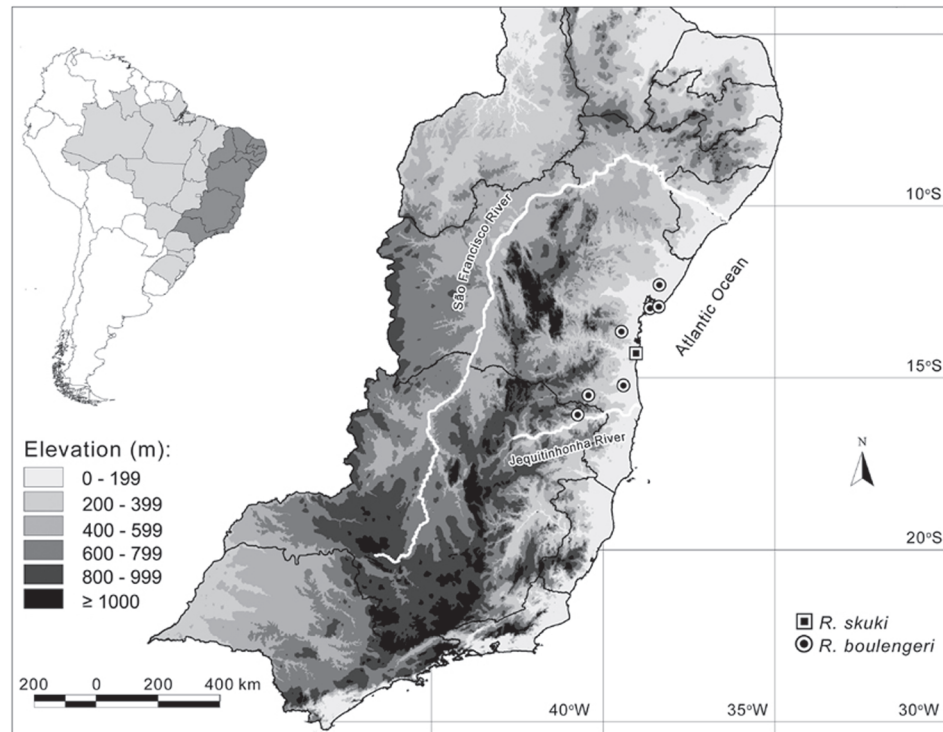 São Francisco River
10°S
Atlantic Ocean
15°S
Jequitinhonha River
N
Elevation (m):
0 - 199
200 - 399
400 - 599
600 - 799
800 - 999
≥ 1000
20°S
R. skuki
R. boulengeri
200 0 200 400 km
40°W 35°W 30°W